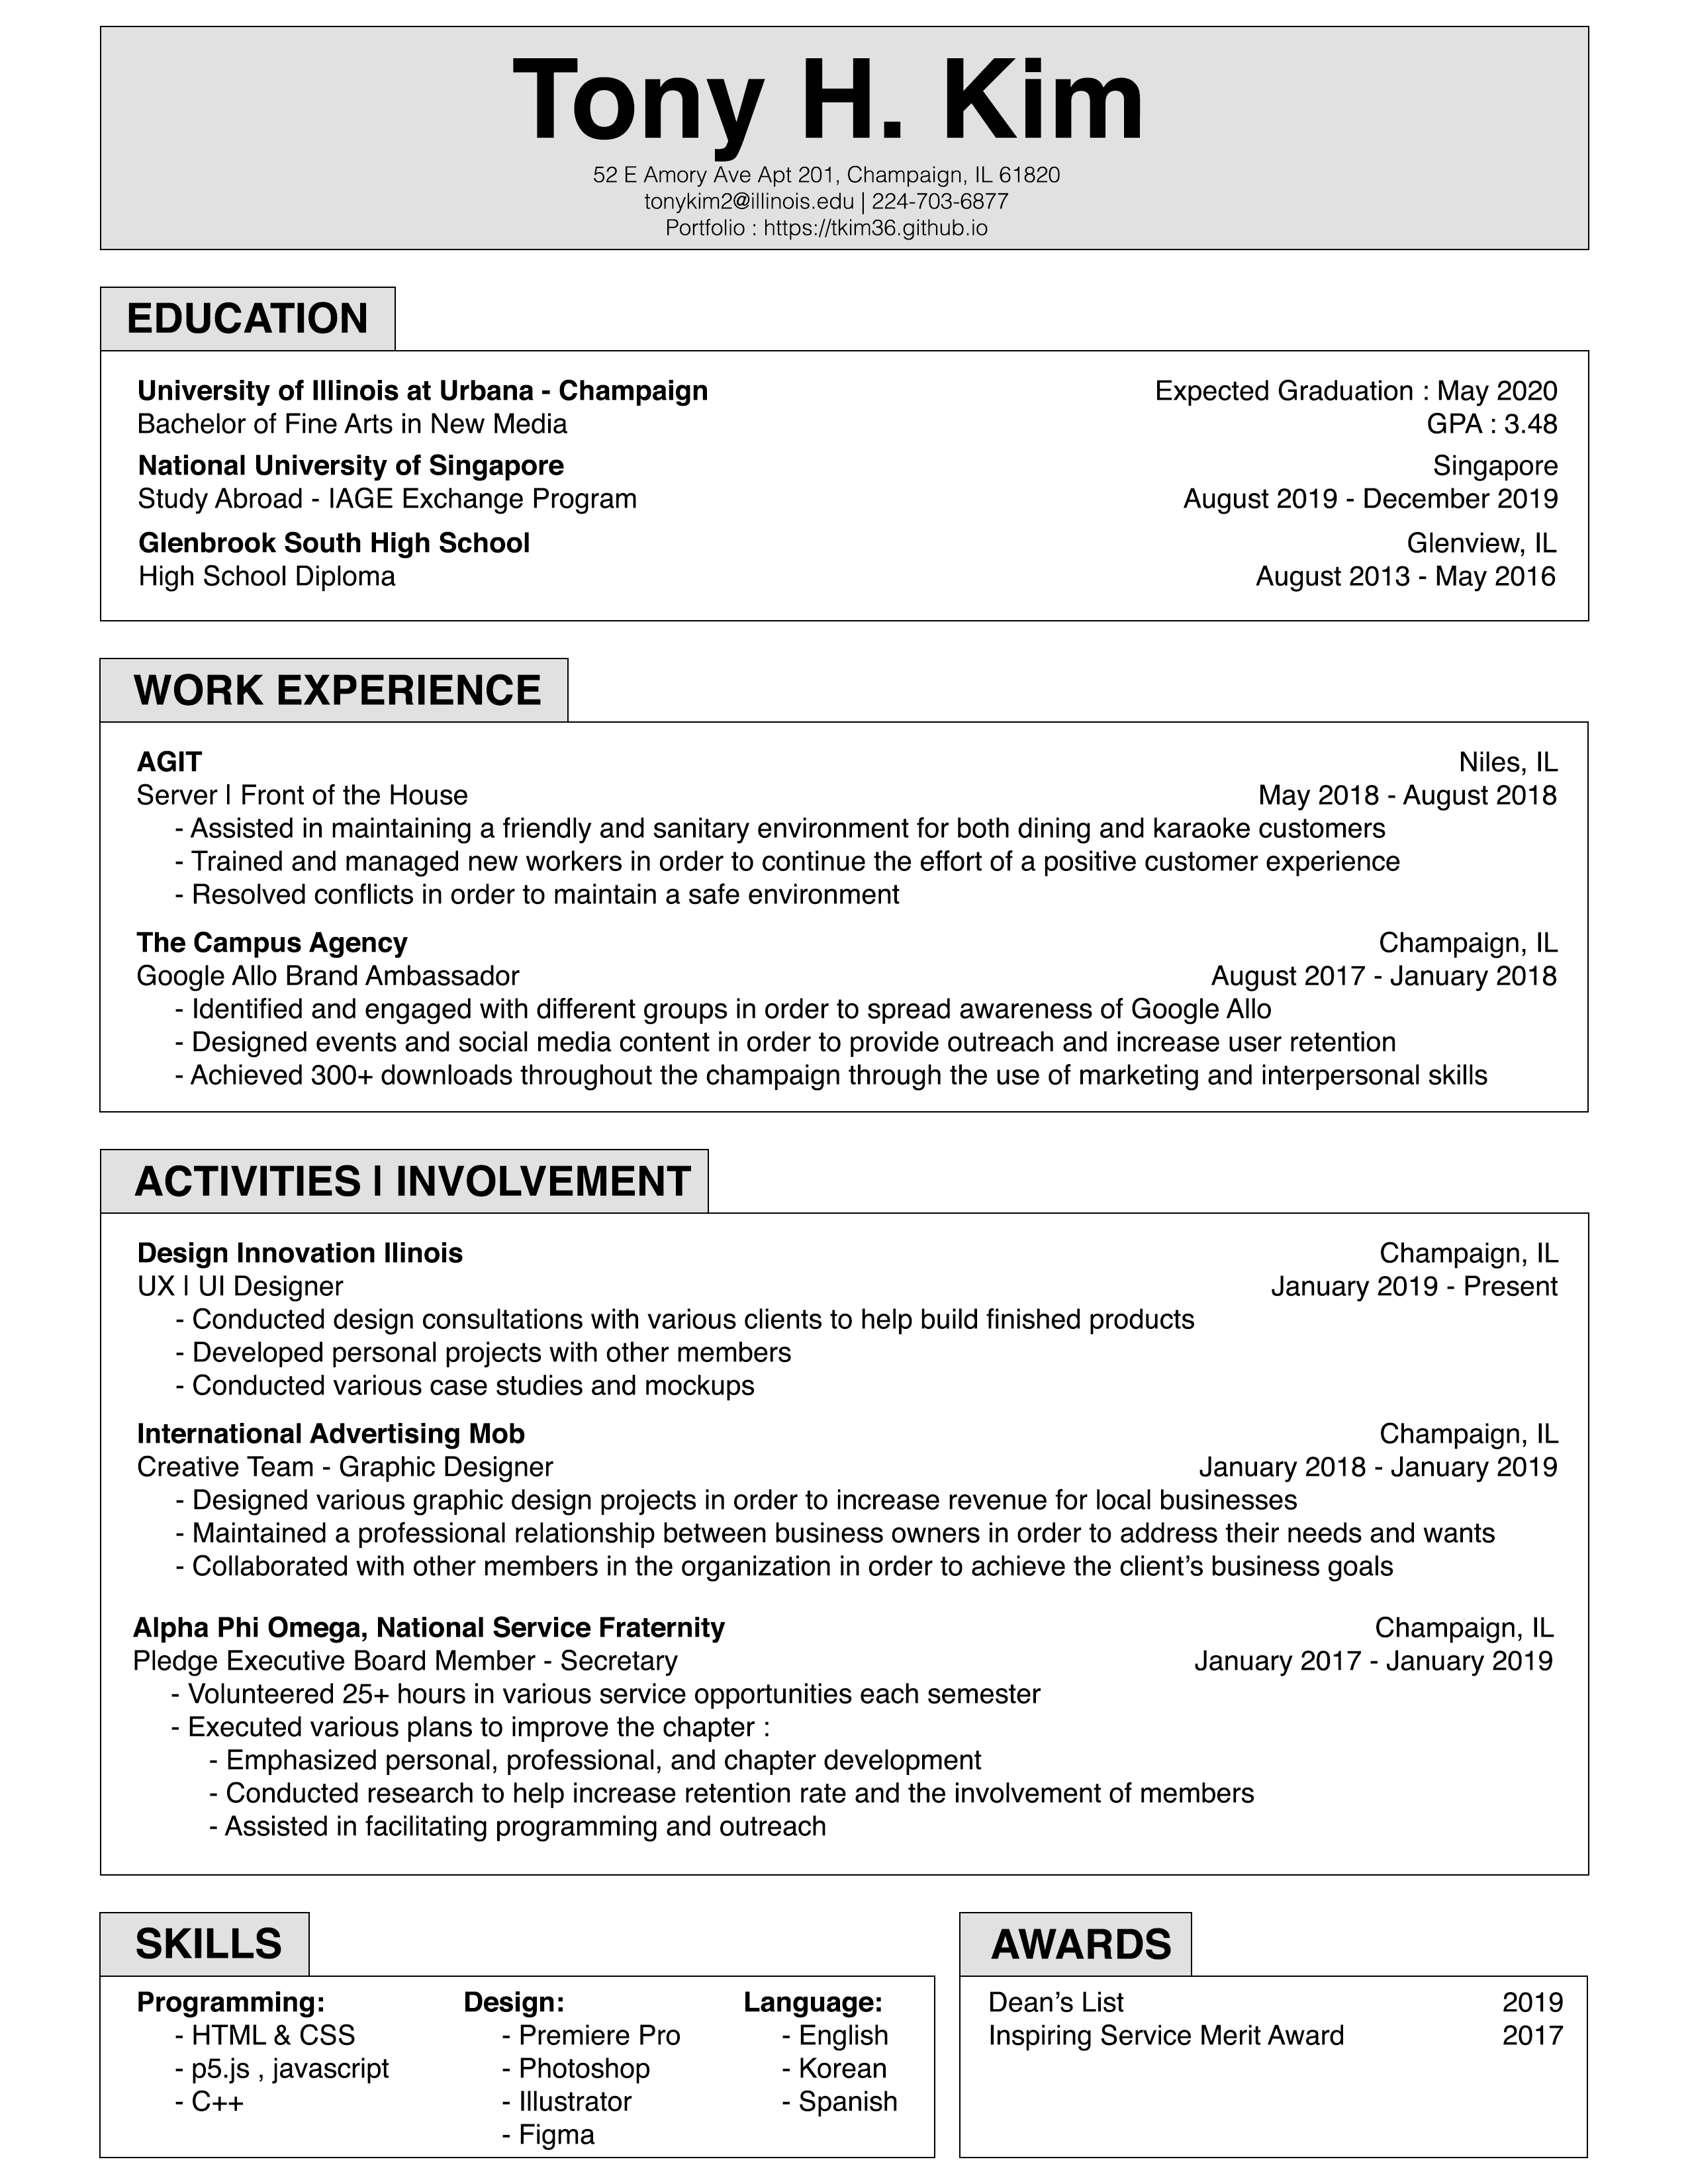 Tony H. Kim
52 E Amory Ave Apt 201, Champaign, IL 61820
tonykim2@illinois.edu | 224-703-6877
Portfolio : https://tkim36.github.io
EDUCATION
University of Illinois at Urbana - Champaign Expected Graduation : May 2020
Bachelor of Fine Arts in New Media GPA : 3.48
National University of Singapore Singapore
Study Abroad - IAGE Exchange Program August 2019 - December 2019
Glenbrook South High School Glenview, IL
High School Diploma August 2013 - May 2016
WORK EXPERIENCE
AGIT Niles, IL
Server | Front of the House May 2018 - August 2018
- Assisted in maintaining a friendly and sanitary environment for both dining and karaoke customers
- Trained and managed new workers in order to continue the effort of a positive customer experience
- Resolved conflicts in order to maintain a safe environment
The Campus Agency Champaign, IL
Google Allo Brand Ambassador August 2017 - January 2018
- Identified and engaged with different groups in order to spread awareness of Google Allo
- Designed events and social media content in order to provide outreach and increase user retention
- Achieved 300+ downloads throughout the champaign through the use of marketing and interpersonal skills
ACTIVITIES | INVOLVEMENT
Design Innovation Ilinois Champaign, IL
UX | UI Designer January 2019 - Present
- Conducted design consultations with various clients to help build finished products
- Developed personal projects with other members
- Conducted various case studies and mockups
International Advertising Mob Champaign, IL
Creative Team - Graphic Designer January 2018 - January 2019
- Designed various graphic design projects in order to increase revenue for local businesses
- Maintained a professional relationship between business owners in order to address their needs and wants
- Collaborated with other members in the organization in order to achieve the client's business goals
Alpha Phi Omega, National Service Fraternity Champaign, IL
Pledge Executive Board Member - Secretary January 2017 - January 2019
- Volunteered 25+ hours in various service opportunities each semester
- Executed various plans to improve the chapter :
- Emphasized personal, professional, and chapter development
- Conducted research to help increase retention rate and the involvement of members
- Assisted in facilitating programming and outreach
SKILLS
Programming:
- HTML & CSS
- p5.js , javascript
- C++
Design:
- Premiere Pro
- Photoshop
- Illustrator
- Figma
Language:
- English
- Korean
- Spanish
AWARDS
Dean's List 2019
Inspiring Service Merit Award 2017